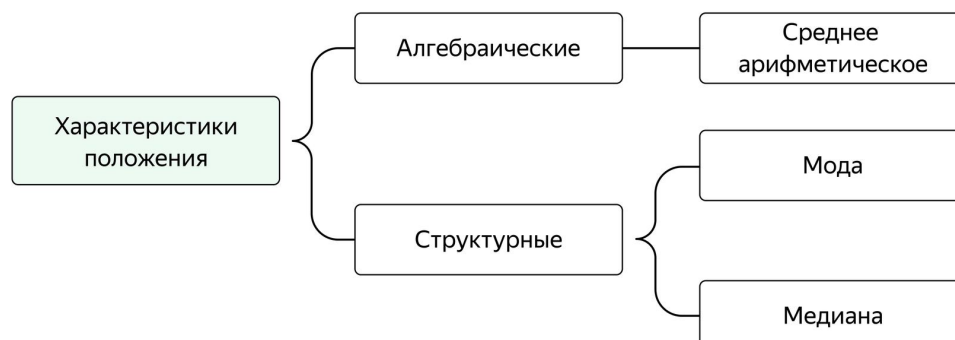 Характеристики
положения
Алгебраические
Среднее
арифметическое
Структурные
Мода
Медиана